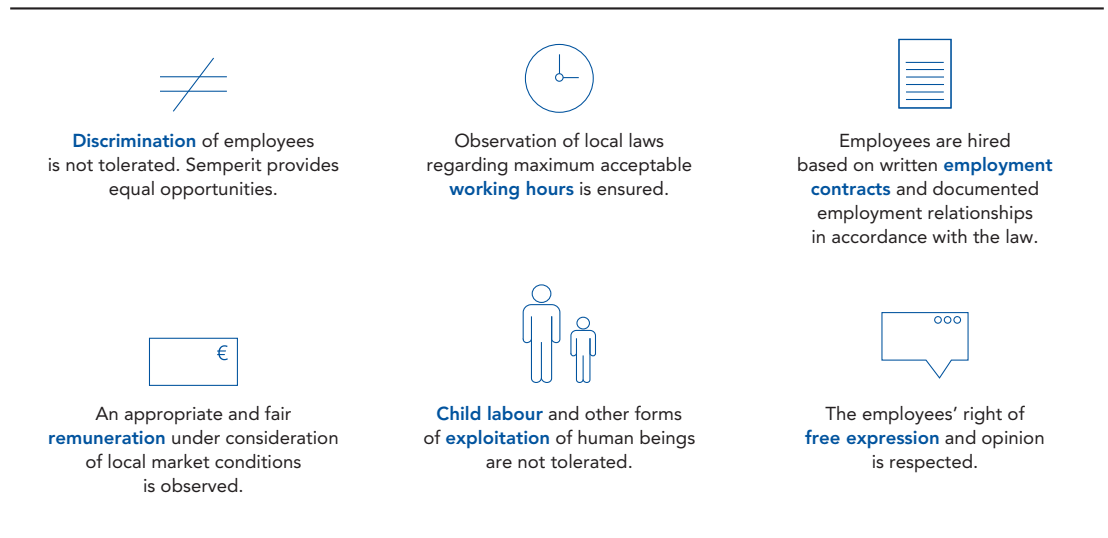 Discrimination of employees
is not tolerated. Semperit provides
equal opportunities.
Observation of local laws
regarding maximum acceptable
working hours is ensured.
Employees are hired
based on written employment
contracts and documented
employment relationships
in accordance with the law.
€
An appropriate and fair
remuneration under consideration
of local market conditions
is observed.
Child labour and other forms
of exploitation of human beings
are not tolerated.
The employees’ right of
free expression and opinion
is respected.